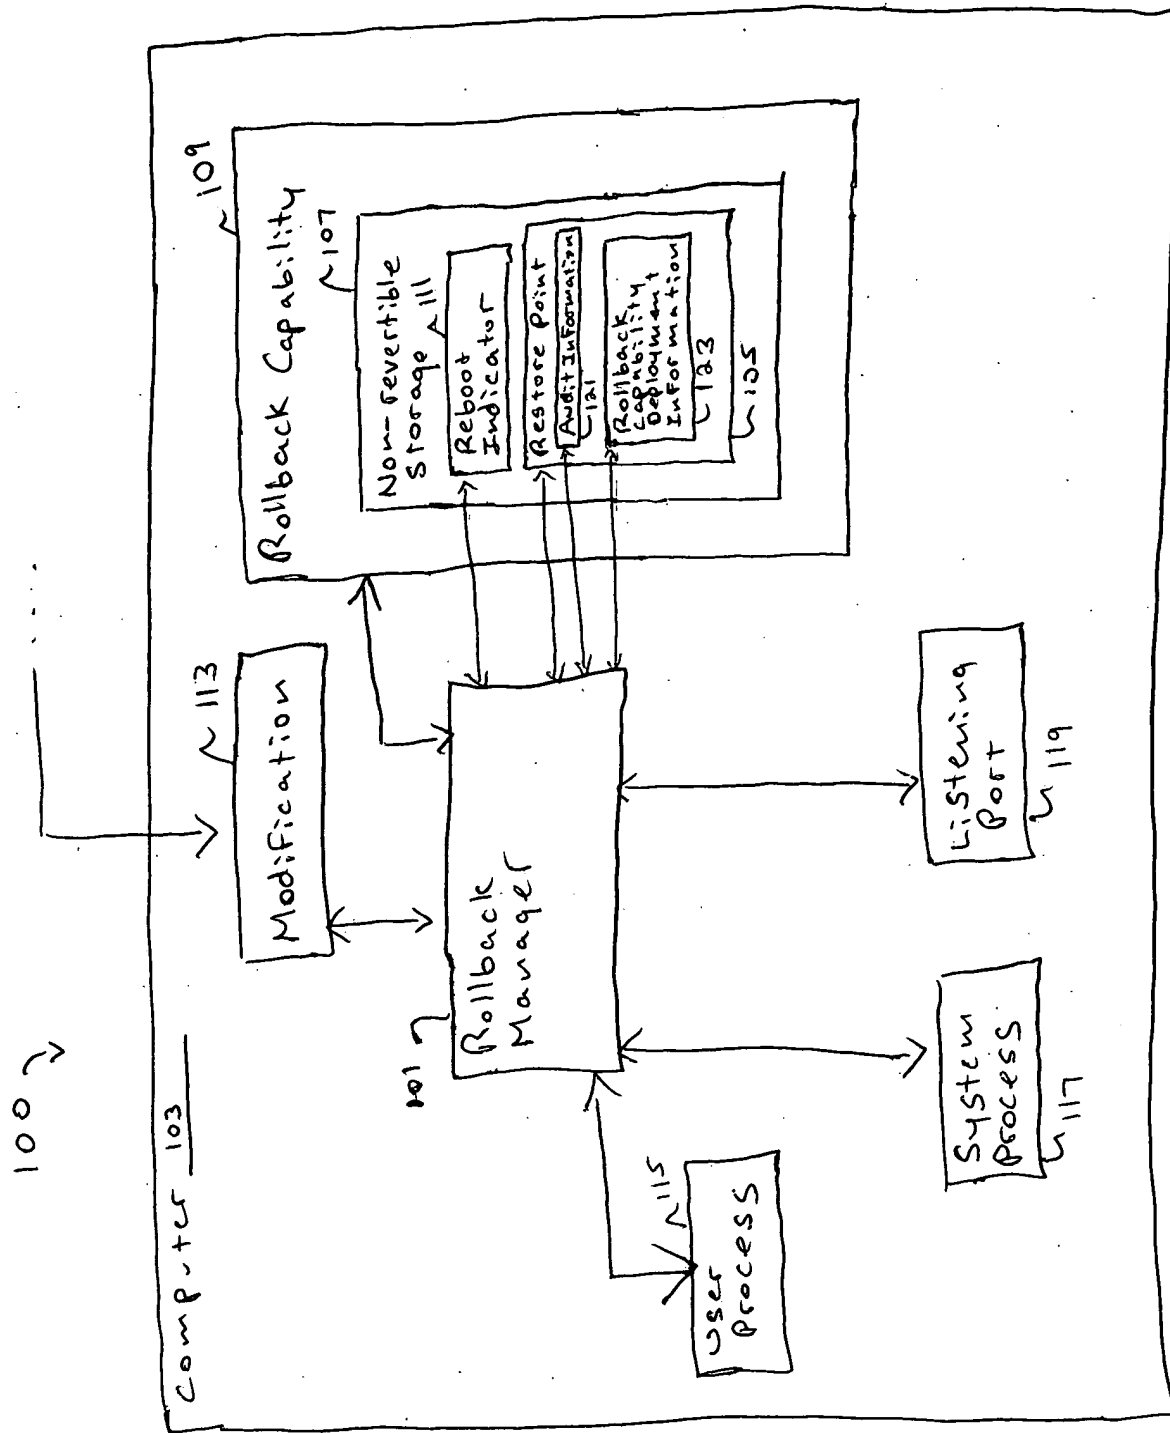 100
Computer 103
113
Modification
109
Rollback Capability
107
Non-revertible
Storage
111
Reboot
Indicator
Restore Point
Audit Information
121
Rollback
Capability
Deployment
Information
123
105
101
Rollback
Manager
115
User
Process
System
Process
117
Listening
Port
119